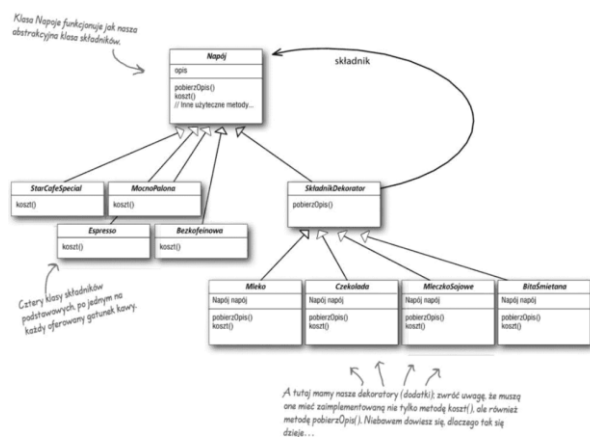 Klasa Napoje funkcjonuje jak nasza
abstrakcyjna klasa składników.
Napój
opis
pobierzOpis()
koszt()
// Inne użyteczne metody...
składnik
StarCafeSpecial
koszt()
MocnoPalona
koszt()
SkładnikDekorator
pobierzOpis()
Espresso
koszt()
Bezkofeinowa
koszt()
Cztery klasy składników
podstawowych, po jednym na
każdy oferowany gatunek kawy.
Mleko
Napój napój
pobierzOpis()
koszt()
Czekolada
Napój napój
pobierzOpis()
koszt()
MleczkoSojowe
Napój napój
pobierzOpis()
koszt()
BitaŚmietana
Napój napój
pobierzOpis()
koszt()
A tutaj mamy nasze dekoratory (dodatki); zwróć uwagę, że muszą
one mieć zaimplementowaną nie tylko metodę koszt(), ale również
metodę pobierzOpis(). Niebawem dowiesz się, dlaczego tak się
dzieje...